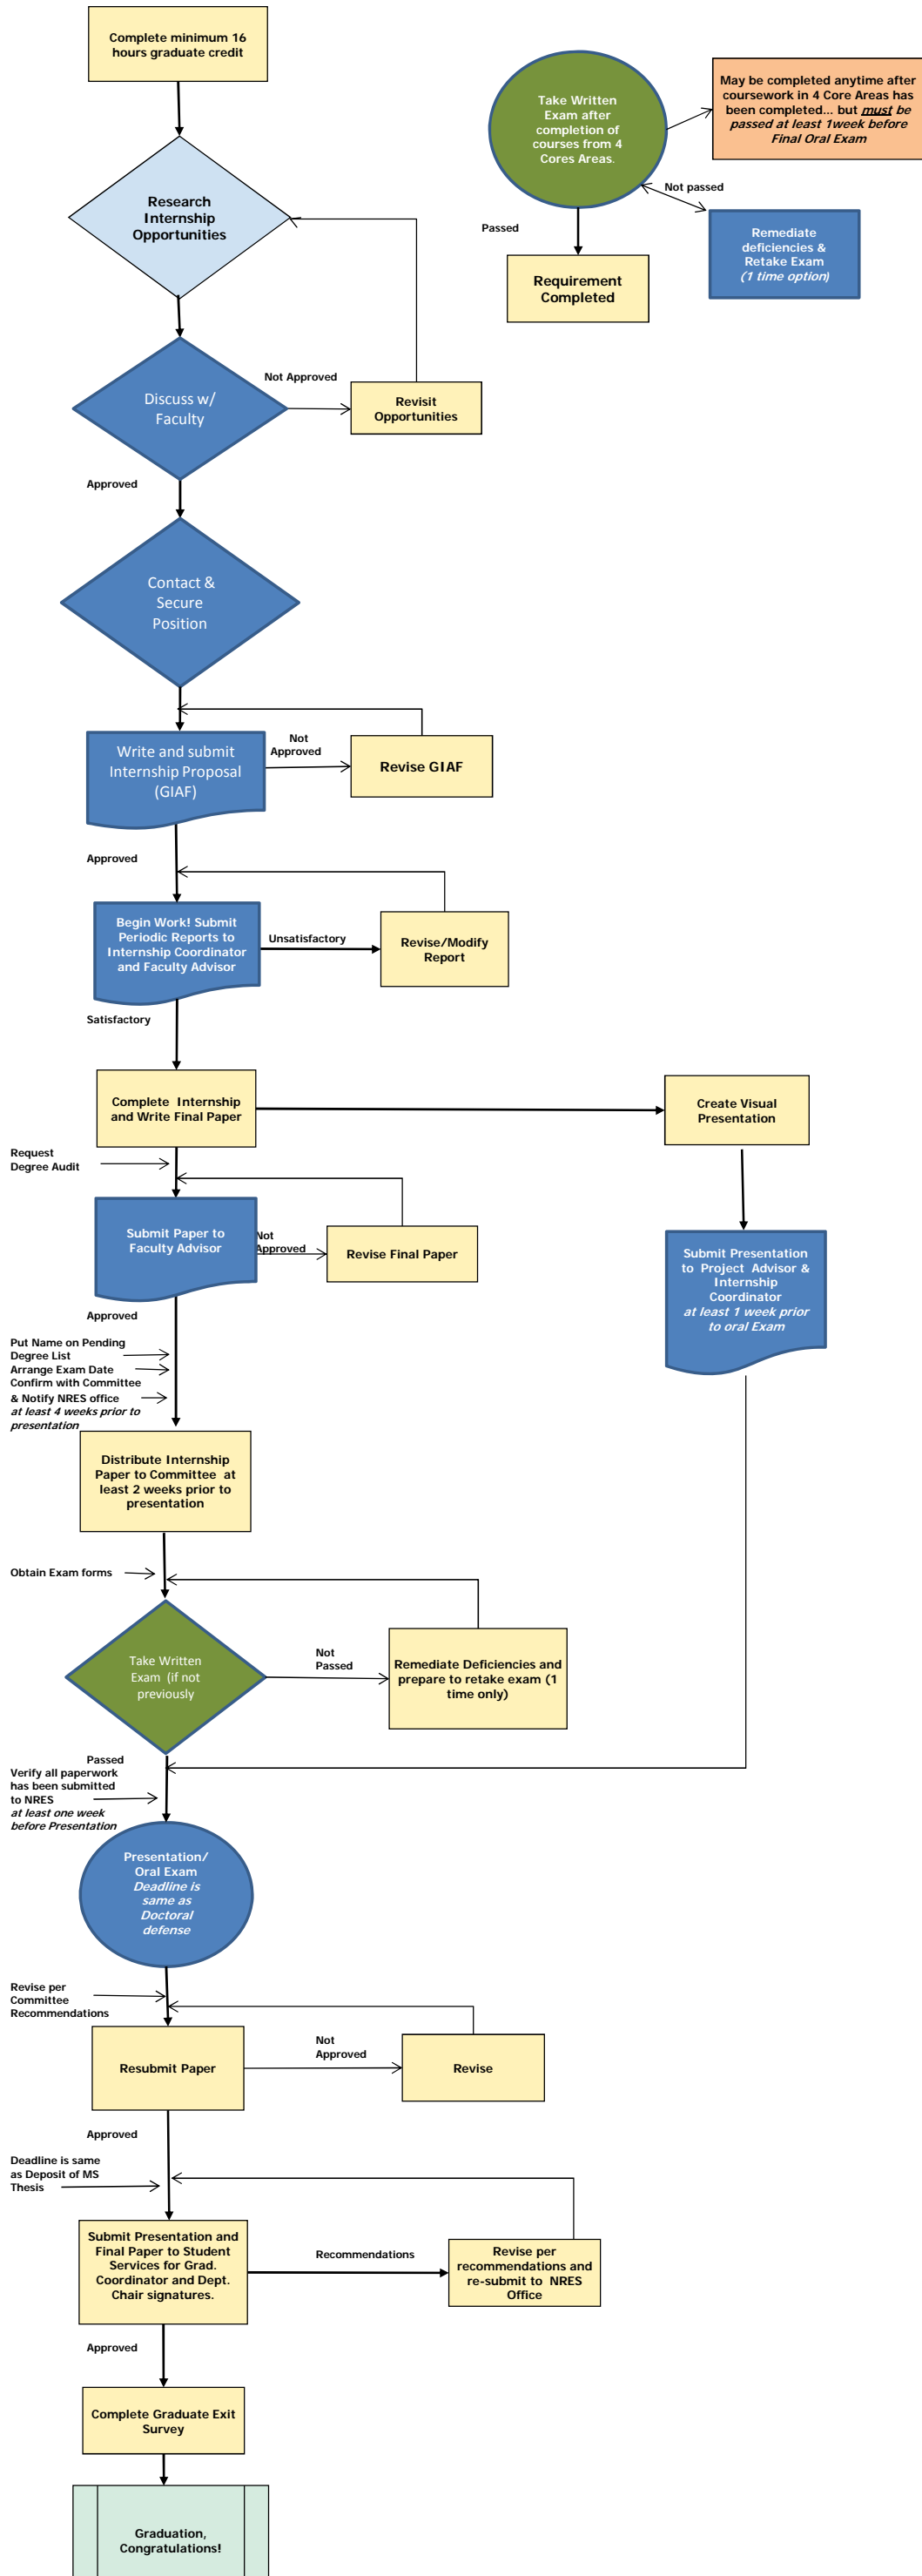 Complete minimum 16
hours graduate credit
Take Written
Exam after
completion of
courses from 4
Cores Areas.
May be completed anytime after
coursework in 4 Core Areas has
been completed... but must be
passed at least 1week before
Final Oral Exam
Not passed
Passed
Remediate
deficiencies &
Retake Exam
(1 time option)
Requirement
Completed
Research
Internship
Opportunities
Discuss w/
Faculty
Not Approved
Revisit
Opportunities
Approved
Contact &
Secure
Position
Write and submit
Internship Proposal
(GIAF)
Not
Approved
Revise GIAF
Approved
Begin Work! Submit
Periodic Reports to
Internship Coordinator
and Faculty Advisor
Unsatisfactory
Revise/Modify
Report
Satisfactory
Complete Internship
and Write Final Paper
Create Visual
Presentation
Request
Degree Audit
Submit Paper to
Faculty Advisor
Not
Approved
Revise Final Paper
Submit Presentation
to Project Advisor &
Internship
Coordinator
at least 1 week prior
to oral Exam
Approved
Put Name on Pending
Degree List
Arrange Exam Date
Confirm with Committee
& Notify NRES office
at least 4 weeks prior to
presentation
Distribute Internship
Paper to Committee at
least 2 weeks prior to
presentation
Obtain Exam forms
Take Written
Exam (if not
previously
Not
Passed
Remediate Deficiencies and
prepare to retake exam (1
time only)
Passed
Verify all paperwork
has been submitted
to NRES
at least one week
before Presentation
Presentation/
Oral Exam
Deadline is
same as
Doctoral
defense
Revise per
Committee
Recommendations
Resubmit Paper
Not
Approved
Revise
Approved
Deadline is same
as Deposit of MS
Thesis
Submit Presentation and
Final Paper to Student
Services for Grad.
Coordinator and Dept.
Chair signatures.
Recommendations
Revise per
recommendations and
re-submit to NRES
Office
Approved
Complete Graduate Exit
Survey
Graduation,
Congratulations!